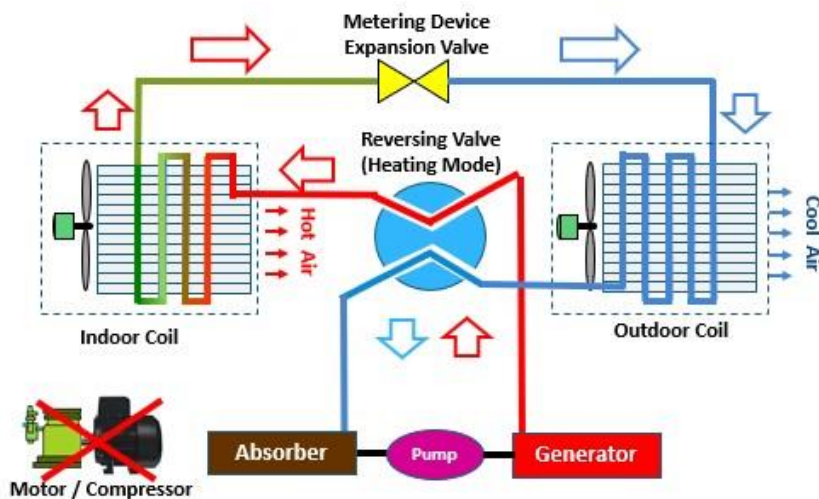 Metering Device
Expansion Valve
Reversing Valve
(Heating Mode)
Hot Air
Cool Air
Indoor Coil
Outdoor Coil
Motor / Compressor
Absorber
Pump
Generator